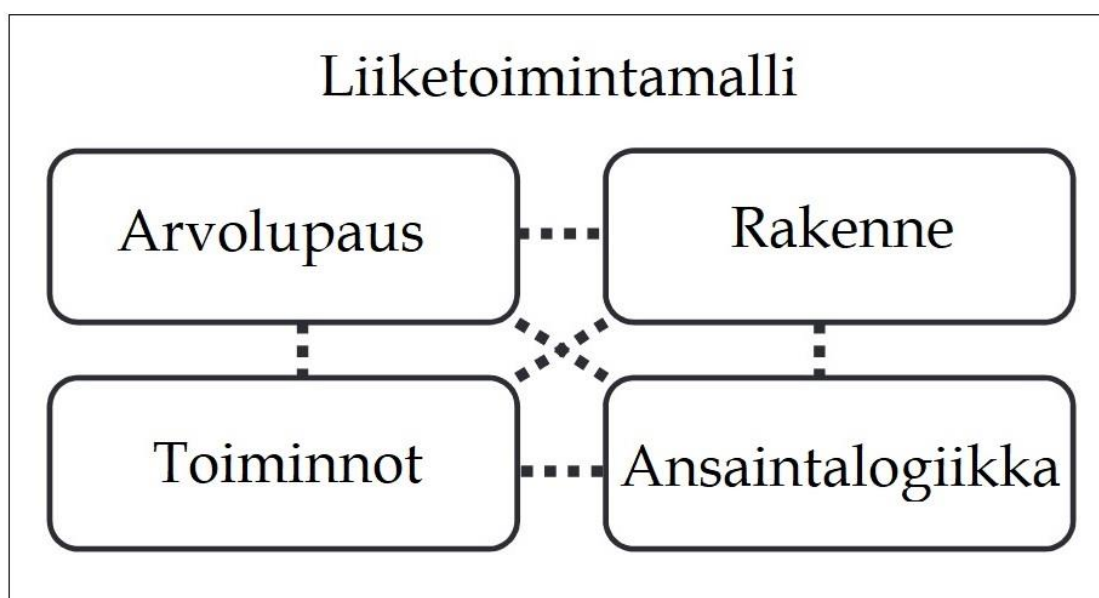 Liiketoimintamalli
Arvolupaus
Rakenne
Toiminnot
Ansaintalogiikka